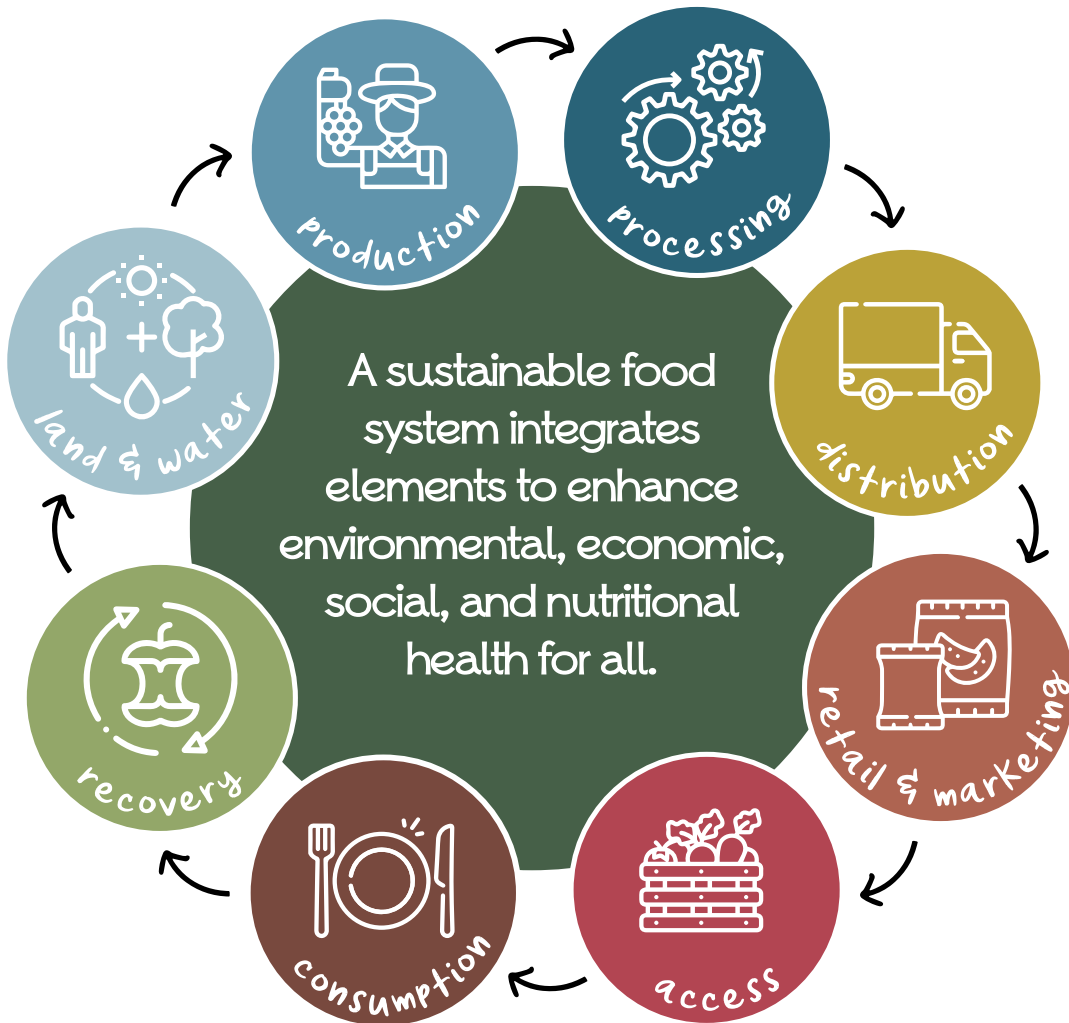 production
processing
land & water
distribution
A sustainable food
system integrates
elements to enhance
environmental, economic,
social, and nutritional
health for all.
retail & marketing
recovery
consumption
access